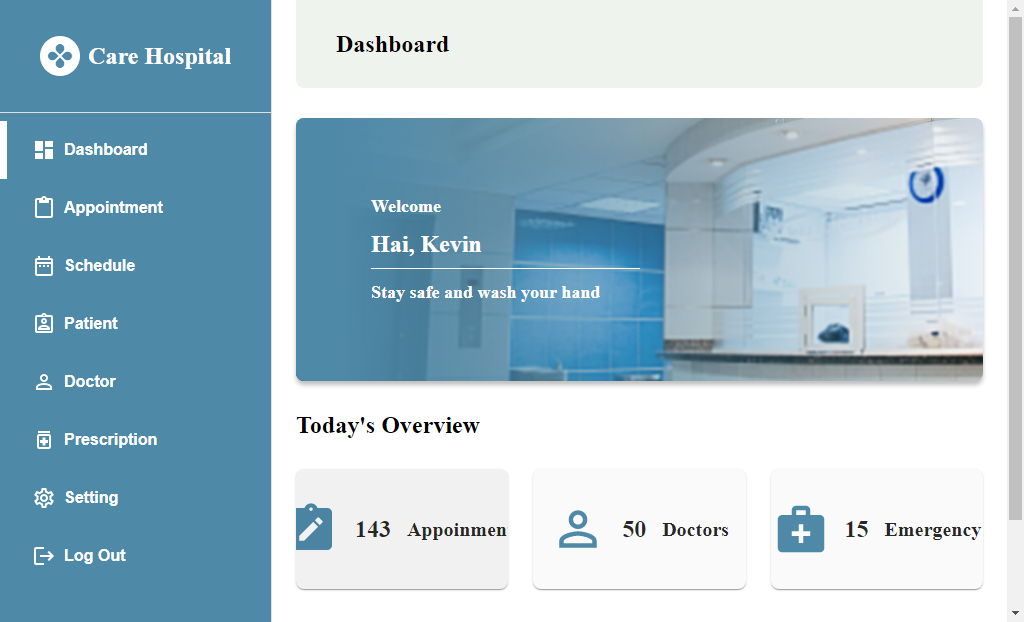 Care Hospital
Dashboard
Appointment
Schedule
Patient
Doctor
Prescription
Setting
Log Out
Dashboard
Welcome
Hai, Kevin
Stay safe and wash your hand
Today's Overview
143 Appoinmen
50 Doctors
15 Emergency